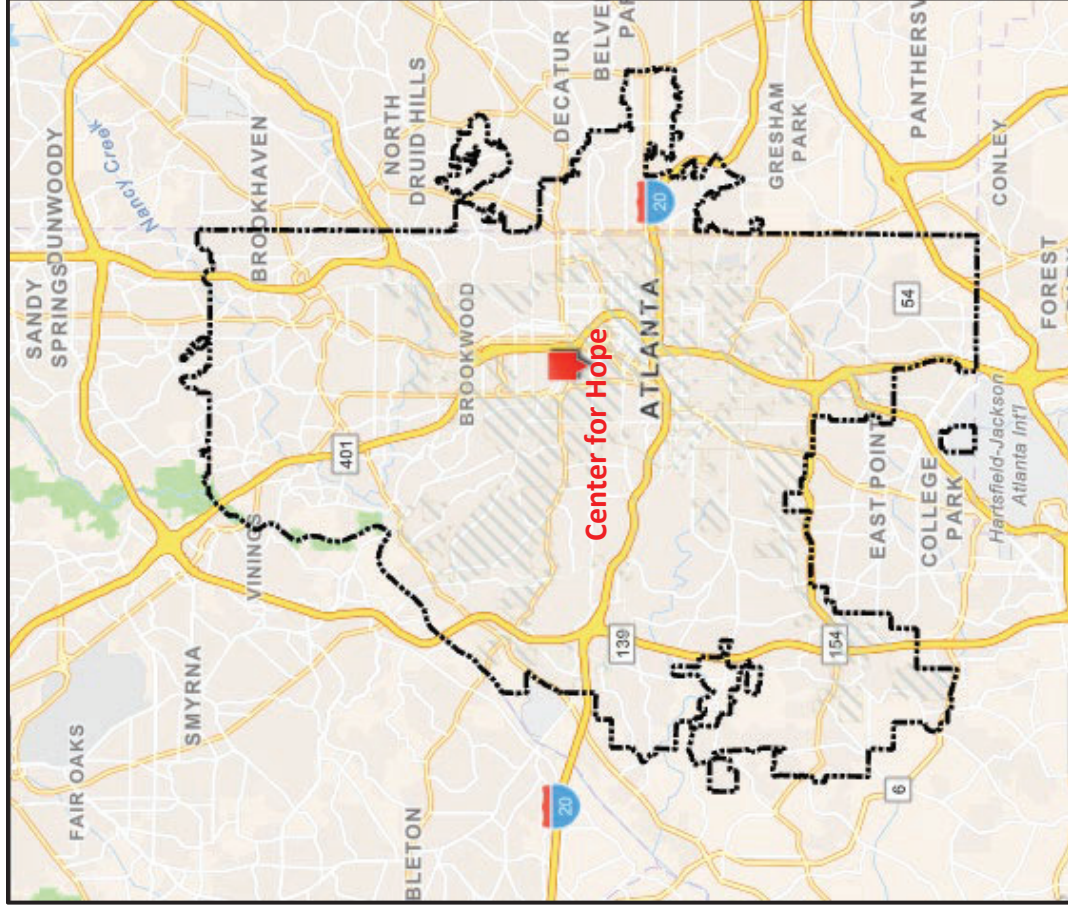 SANDY
SPRINGS
DUNWOODY
Nancy Creek
BROOKHAVEN
NORTH
DRUID HILLS
DECATUR
BELVE
PANTHERSV
GRESHAM
PARK
CONLEY
20
54
FOREST
BROOKWOOD
401
Center for Hope
ATLANTA
VININGS
SMYRNA
FAIR OAKS
BLETON
20
139
154
6
EAST POINT
COLLEGE
PARK
Hartsfield-Jackson
Atlanta Int'l